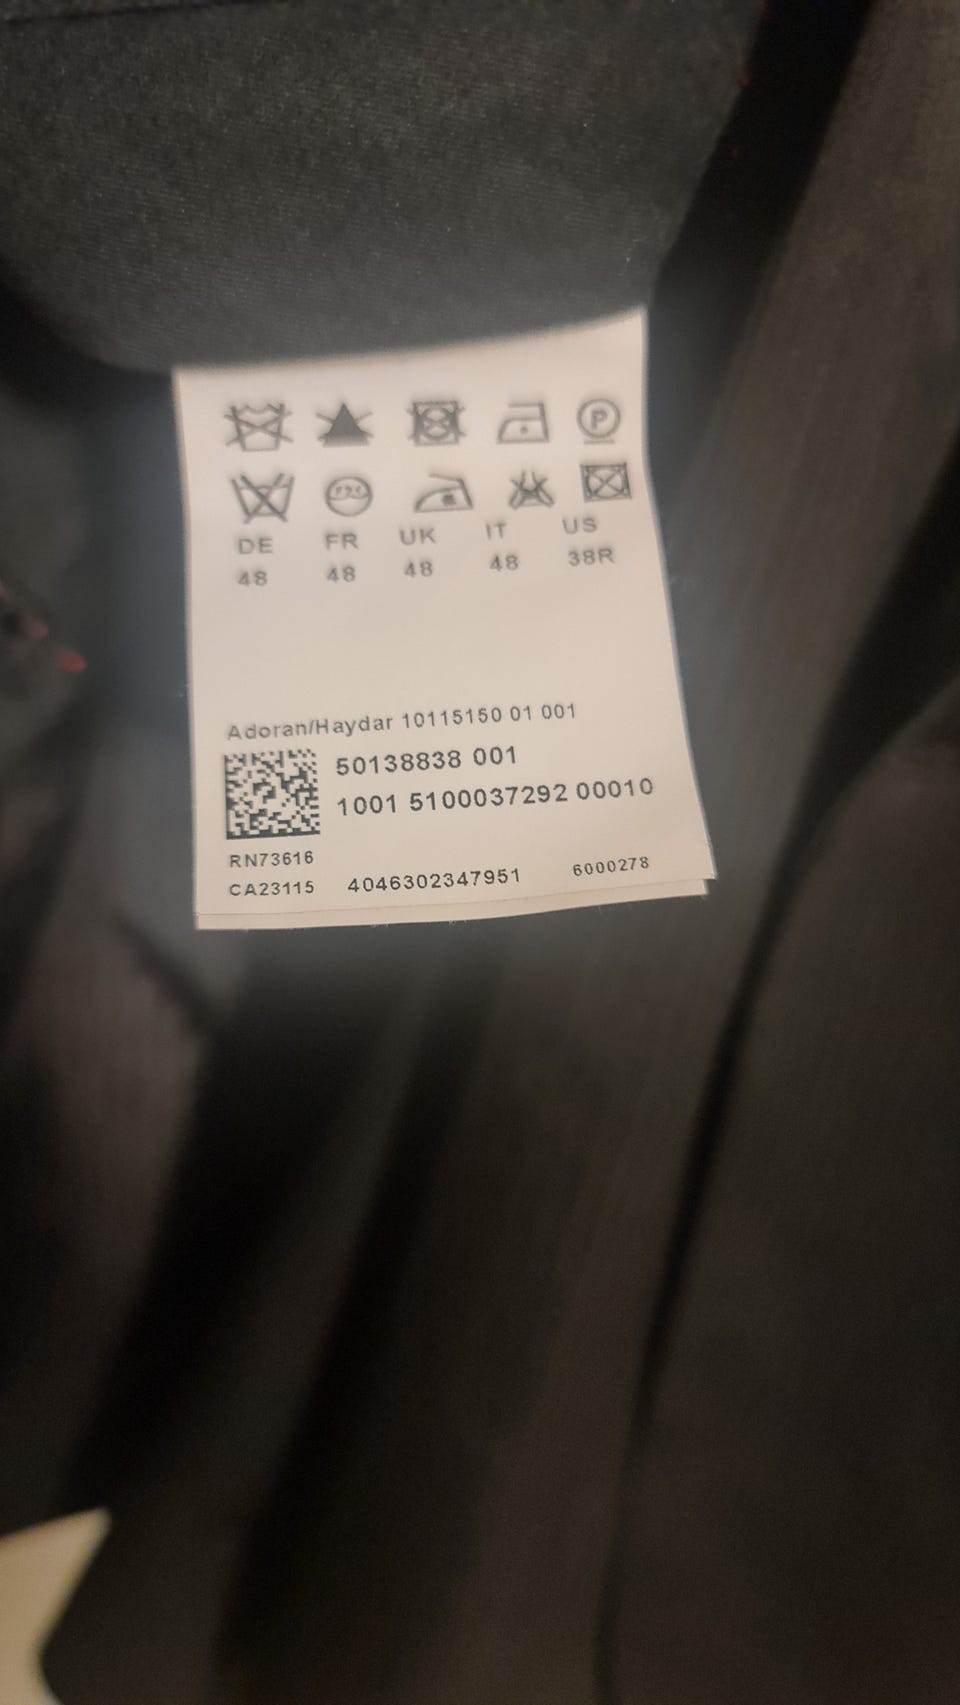 P
DE FR UK IT US
48 48 48 48 38R
Adoran/Haydar 10115150 01 001
50138838 001
1001 5100037292 00010
RN73616
CA23115 4046302347951 6000278